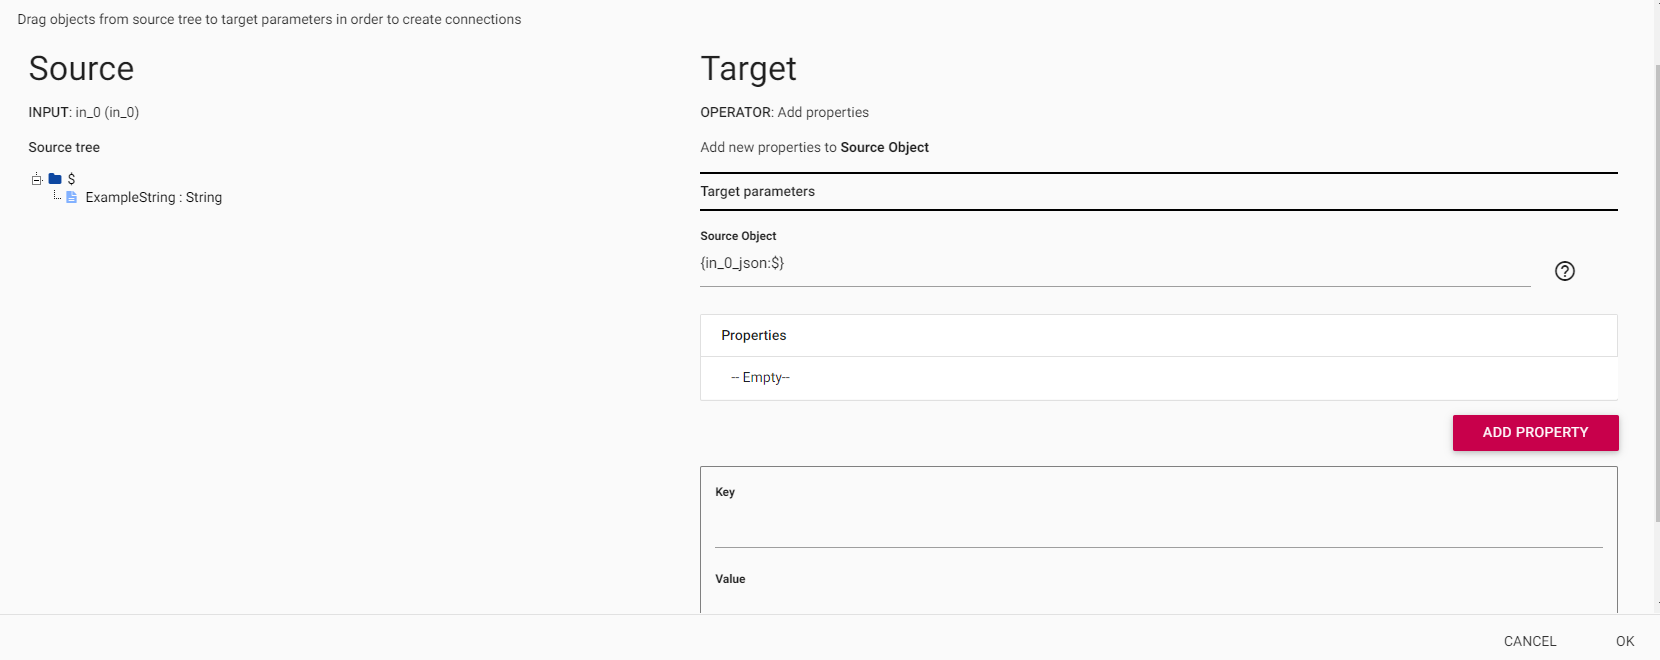 Drag objects from source tree to target parameters in order to create connections
Source
INPUT: in_0 (in_0)
Source tree
$
ExampleString : String
Target
OPERATOR: Add properties
Add new properties to Source Object
Target parameters
Source Object
{in_0_json:$}
Properties
-- Empty--
ADD PROPERTY
Key
Value
CANCEL
OK